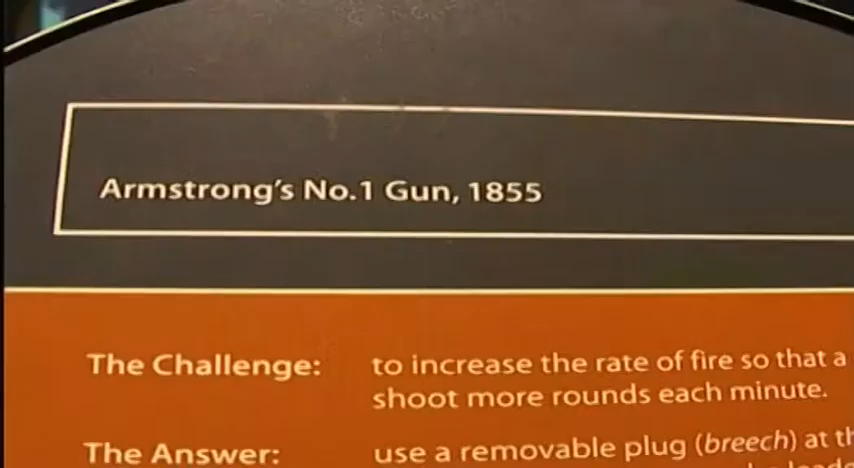 Armstrong's No.1 Gun, 1855
The Challenge: to increase the rate of fire so that a
shoot more rounds each minute.
The Answer: use a removable plug (breech) at